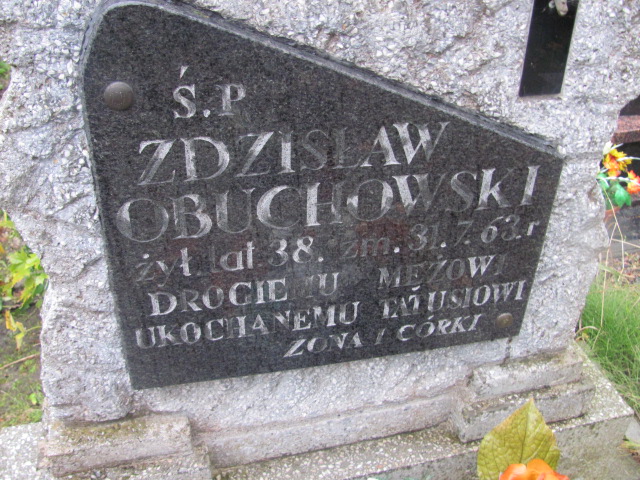 Ś.P
ZDZISŁAW
OBUCHOWSKI
żył lat 38. zm. 31.7.63.r
DROGIEMU MĘŻOWI
UKOCHANEMU TATUSIOWI
ŻONA I CÓRKI